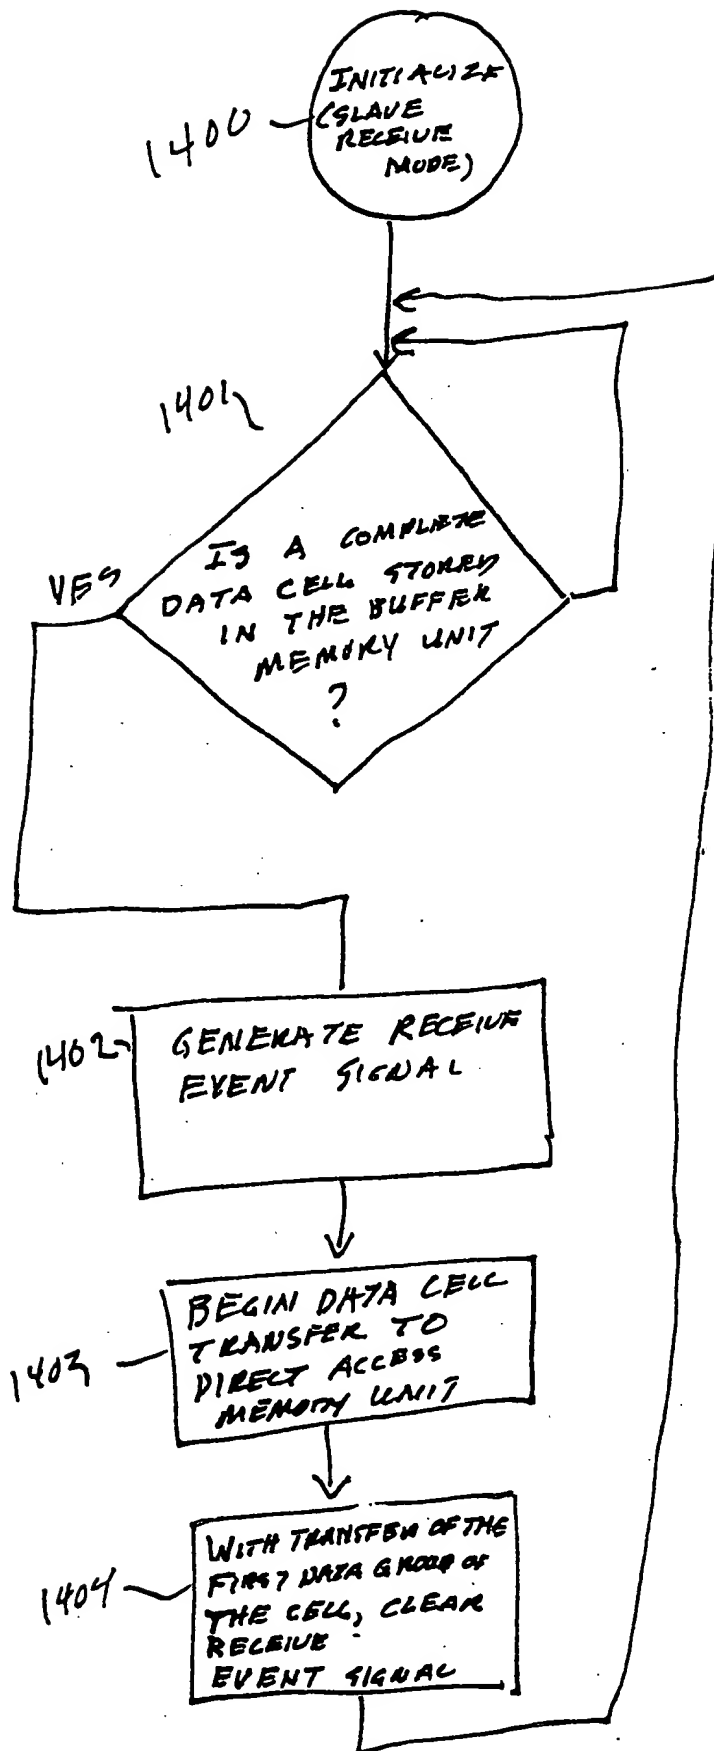 1400
INITIALIZE
(SLAVE
RECEIVE
MODE)
1401
YES
IS A COMPLETE
DATA CELL STORED
IN THE BUFFER
MEMORY UNIT
?
1402
GENERATE RECEIVE
EVENT SIGNAL
1403
BEGIN DATA CELL
TRANSFER TO
DIRECT ACCESS
MEMORY UNIT
1404
WITH TRANSFER OF THE
FIRST DATA GROUP OF
THE CELL, CLEAR
RECEIVE
EVENT SIGNAL